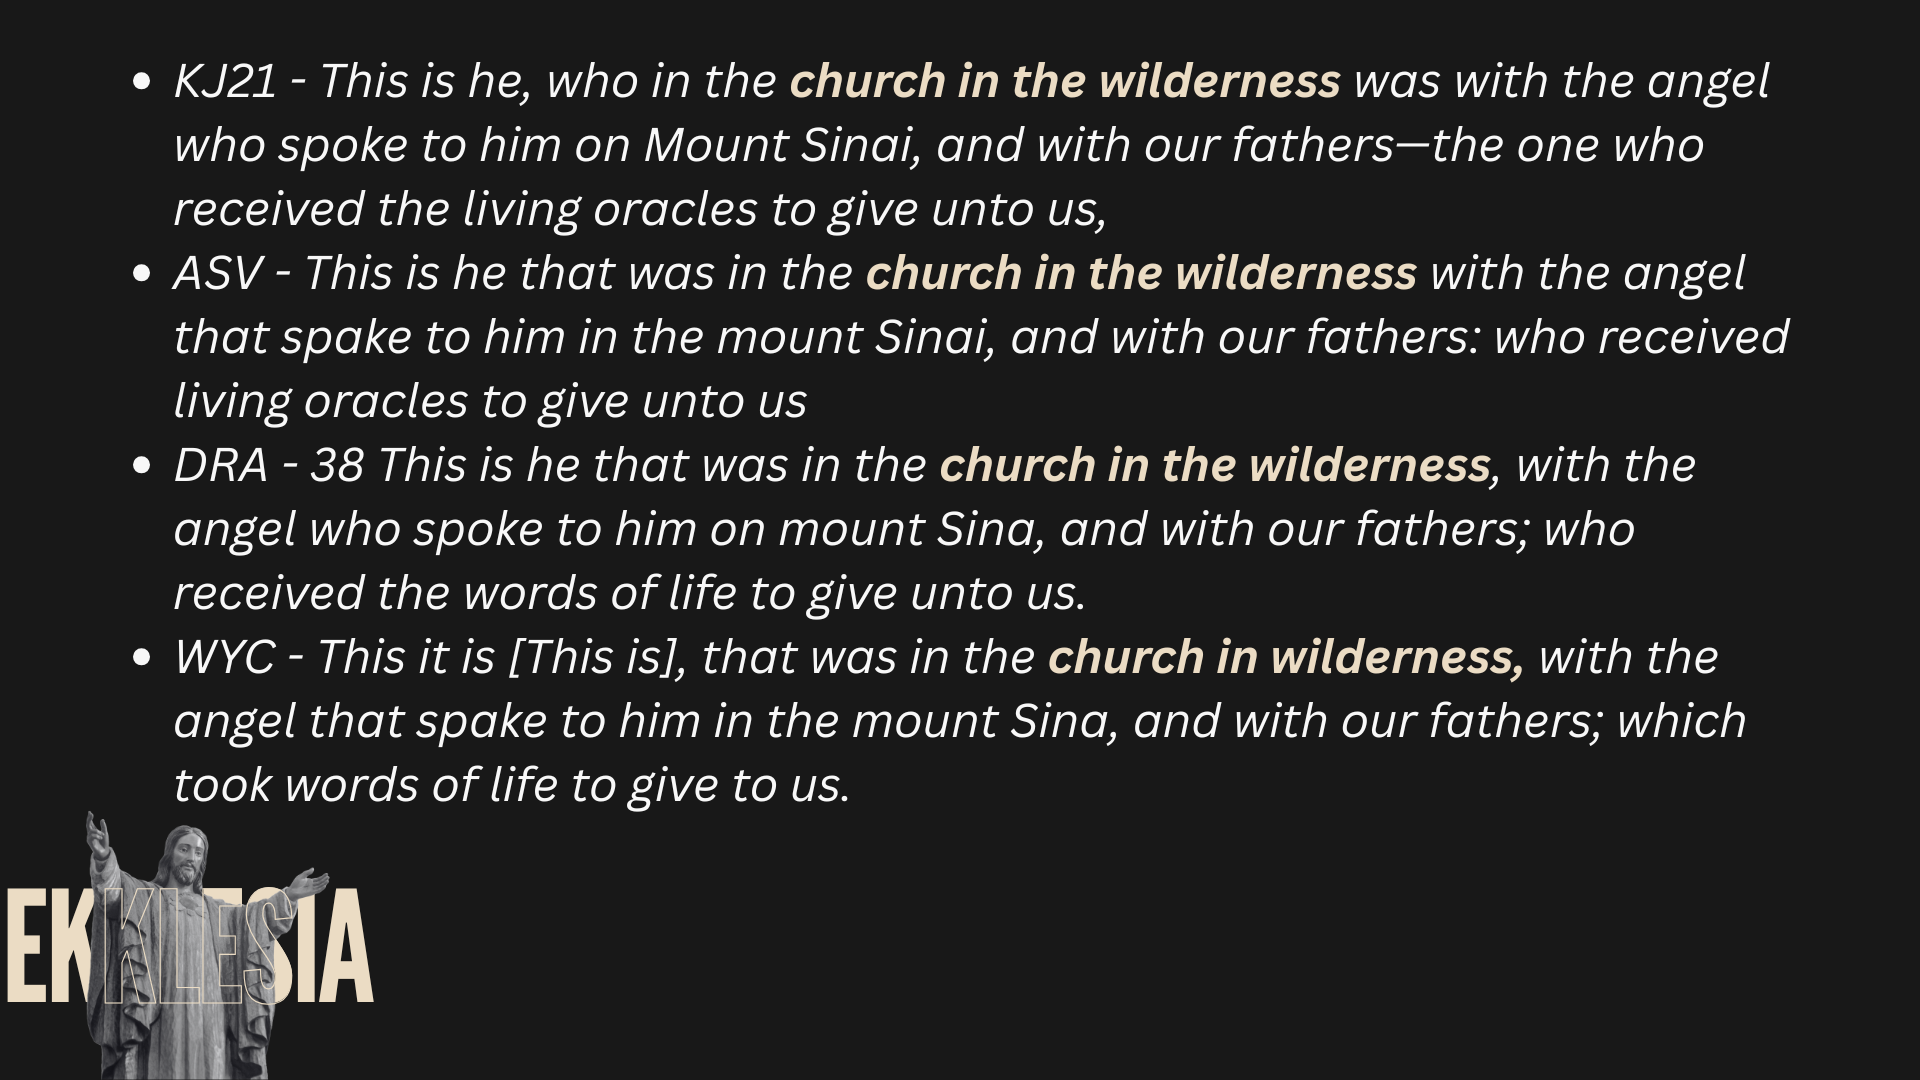 • KJ21 - This is he, who in the church in the wilderness was with the angel
who spoke to him on Mount Sinai, and with our fathers—the one who
received the living oracles to give unto us,
• ASV - This is he that was in the church in the wilderness with the angel
that spake to him in the mount Sinai, and with our fathers: who received
living oracles to give unto us
• DRA - 38 This is he that was in the church in the wilderness, with the
angel who spoke to him on mount Sina, and with our fathers; who
received the words of life to give unto us.
• WYC - This it is [This is], that was in the church in wilderness, with the
angel that spake to him in the mount Sina, and with our fathers; which
took words of life to give to us.
EKKLESIA